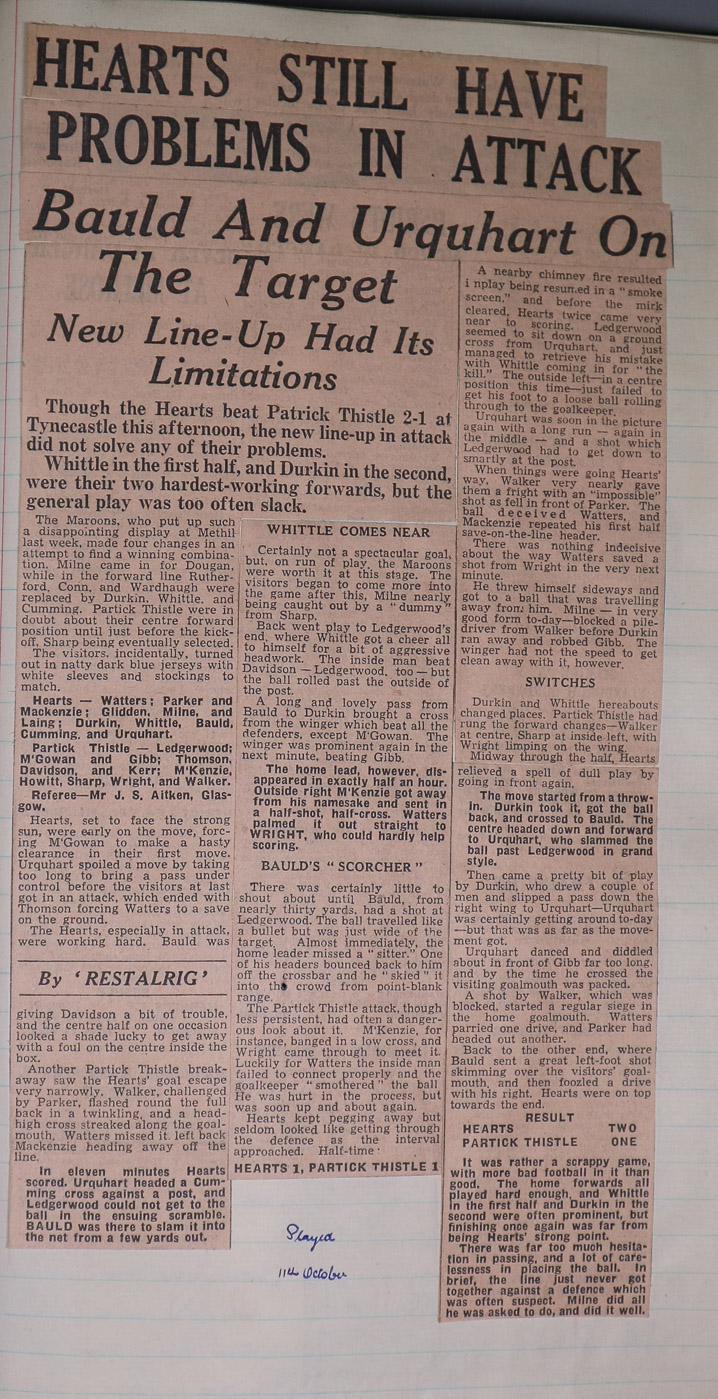 HEARTS STILL HAVE
PROBLEMS IN ATTACK
Bauld And Urquhart On
The Target
New Line-Up Had Its
Limitations
Though the Hearts beat Patrick Thistle 2-1 at
Tynecastle this afternoon, the new line-up in attack
did not solve any of their problems.
Whittle in the first half, and Durkin in the second,
were their two hardest-working forwards, but the
general play was too often slack.
The Maroons, who put up such
a disappointing display at Methil
last week, made four changes in an
attempt to find a winning combina-
tion. Milne came in for Dougan,
while in the forward line Ruther-
ford, Conn, and Wardhaugh were
replaced by Durkin, Whittle, and
Cumming. Partick Thistle were in
doubt about their centre forward
position until just before the kick-
off, Sharp being eventually selected.
The visitors, incidentally, turned
out in natty dark blue jerseys with
white sleeves and stockings to
match.
Hearts — Watters; Parker and
Mackenzie; Glidden, Milne, and
Laing; Durkin, Whittle, Bauld,
Cumming, and Urquhart.
Partick Thistle — Ledgerwood;
M'Gowan and Gibb; Thomson,
Davidson, and Kerr; M'Kenzie,
Howitt, Sharp, Wright, and Walker.
Referee—Mr J. S. Aitken, Glas-
gow.
Hearts, set to face the strong
sun, were early on the move, forc-
ing M'Gowan to make a hasty
clearance in their first move.
Urquhart spoiled a move by taking
too long to bring a pass under
control before the visitors at last
got in an attack, which ended with
Thomson forcing Watters to a save
on the ground.
The Hearts, especially in attack,
were working hard. Bauld was
By 'RESTALRIG'
giving Davidson a bit of trouble,
and the centre half on one occasion
looked a shade lucky to get away
with a foul on the centre inside the
box.
Another Partick Thistle break-
away saw the Hearts' goal escape
very narrowly. Walker, challenged
by Parker, flashed round the full
back in a twinkling, and a head-
high cross streaked along the goal-
mouth. Watters missed it, left back
Mackenzie heading away off the
line.
In eleven minutes Hearts
scored. Urquhart headed a Cum-
ming cross against a post, and
Ledgerwood could not get to the
ball in the ensuing scramble.
BAULD was there to slam it into
the net from a few yards out.
WHITTLE COMES NEAR
Certainly not a spectacular goal,
but, on run of play, the Maroons
were worth it at this stage. The
visitors began to come more into
the game after this, Milne nearly
being caught out by a "dummy"
from Sharp.
Back went play to Ledgerwood's
end, where Whittle got a cheer all
to himself for a bit of aggressive
headwork. The inside man beat
Davidson — Ledgerwood, too — but
the ball rolled past the outside of
the post.
A long and lovely pass from
Bauld to Durkin brought a cross
from the winger which beat all the
defenders, except M'Gowan. The
winger was prominent again in the
next minute, beating Gibb.
The home lead, however, dis-
appeared in exactly half an hour.
Outside right M'Kenzie got away
from his namesake and sent in
a half-shot, half-cross. Watters
palmed it out straight to
WRIGHT, who could hardly help
scoring.
BAULD'S "SCORCHER"
There was certainly little to
shout about until Bauld, from
nearly thirty yards, had a shot at
Ledgerwood. The ball travelled like
a bullet but was just wide of the
target. Almost immediately, the
home leader missed a "sitter." One
of his headers bounced back to him
off the crossbar and he "skied" it
into the crowd from point-blank
range.
The Partick Thistle attack, though
less persistent, had often a danger-
ous look about it. M'Kenzie, for
instance, banged in a low cross, and
Wright came through to meet it.
Luckily for Watters the inside man
failed to connect properly and the
goalkeeper "smothered" the ball
He was hurt in the process, but
was soon up and about again.
Hearts kept pegging away but
seldom looked like getting through
the defence as the interval
approached. Half-time:
HEARTS 1, PARTICK THISTLE 1
Played
11th October
A nearby chimney fire resulted
i nplay being resumed in a "smoke
screen," and before the mirk
cleared, Hearts twice came very
near to scoring. Ledgerwood
seemed to sit down on a ground
cross from Urquhart, and just
managed to retrieve his mistake
with Whittle coming in for "the
kill." The outside left—in a centre
position this time—just failed to
get his foot to a loose ball rolling
through to the goalkeeper.
Urquhart was soon in the picture
again with a long run — again in
the middle — and a shot which
Ledgerwood had to get down to
smartly at the post.
When things were going Hearts'
way, Walker very nearly gave
them a fright with an "impossible"
shot as fell in front of Parker. The
ball deceived Watters, and
Mackenzie repeated his first half
save-on-the-line header.
There was nothing indecisive
about the way Watters saved a
shot from Wright in the very next
minute.
He threw himself sideways and
got to a ball that was travelling
away from him. Milne — in very
good form to-day—blocked a pile-
driver from Walker before Durkin
ran away and robbed Gibb. The
winger had not the speed to get
clean away with it, however.
SWITCHES
Durkin and Whittle hereabouts
changed places. Partick Thistle had
rung the forward changes—Walker
at centre, Sharp at inside left, with
Wright limping on the wing.
Midway through the half, Hearts
relieved a spell of dull play by
going in front again.
The move started from a throw-
in. Durkin took it, got the ball
back, and crossed to Bauld. The
centre headed down and forward
to Urquhart, who slammed the
ball past Ledgerwood in grand
style.
Then came a pretty bit of play
by Durkin, who drew a couple of
men and slipped a pass down the
right wing to Urquhart—Urquhart
was certainly getting around to-day
—but that was as far as the move-
ment got.
Urquhart danced and diddled
about in front of Gibb far too long,
and by the time he crossed the
visiting goalmouth was packed.
A shot by Walker, which was
blocked, started a regular siege in
the home goalmouth. Watters
parried one drive, and Parker had
headed out another.
Back to the other end, where
Bauld sent a great left-foot shot
skimming over the visitors' goal-
mouth, and then foozled a drive
with his right. Hearts were on top
towards the end.
RESULT
HEARTS TWO
PARTICK THISTLE ONE
It was rather a scrappy game,
with more bad football in it than
good. The home forwards all
played hard enough, and Whittle
in the first half and Durkin in the
second were often prominent, but
finishing once again was far from
being Hearts' strong point.
There was far too much hesita-
tion in passing, and a lot of care-
lessness in placing the ball. In
brief, the line just never got
together against a defence which
was often suspect. Milne did all
he was asked to do, and did it well.